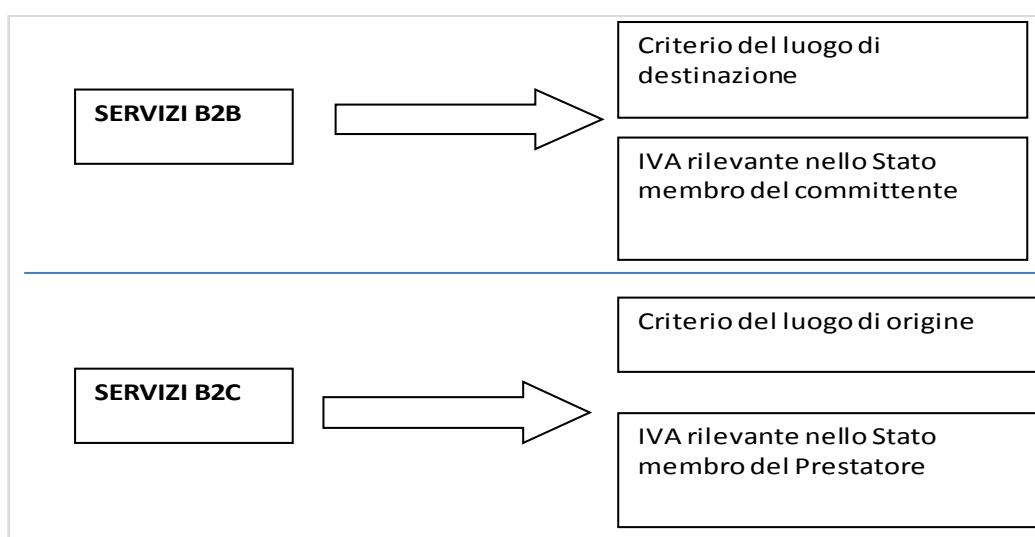 SERVIZI B2B
Criterio del luogo di
destinazione
IVA rilevante nello Stato
membro del committente
SERVIZI B2C
Criterio del luogo di origine
IVA rilevante nello Stato
membro del Prestatore